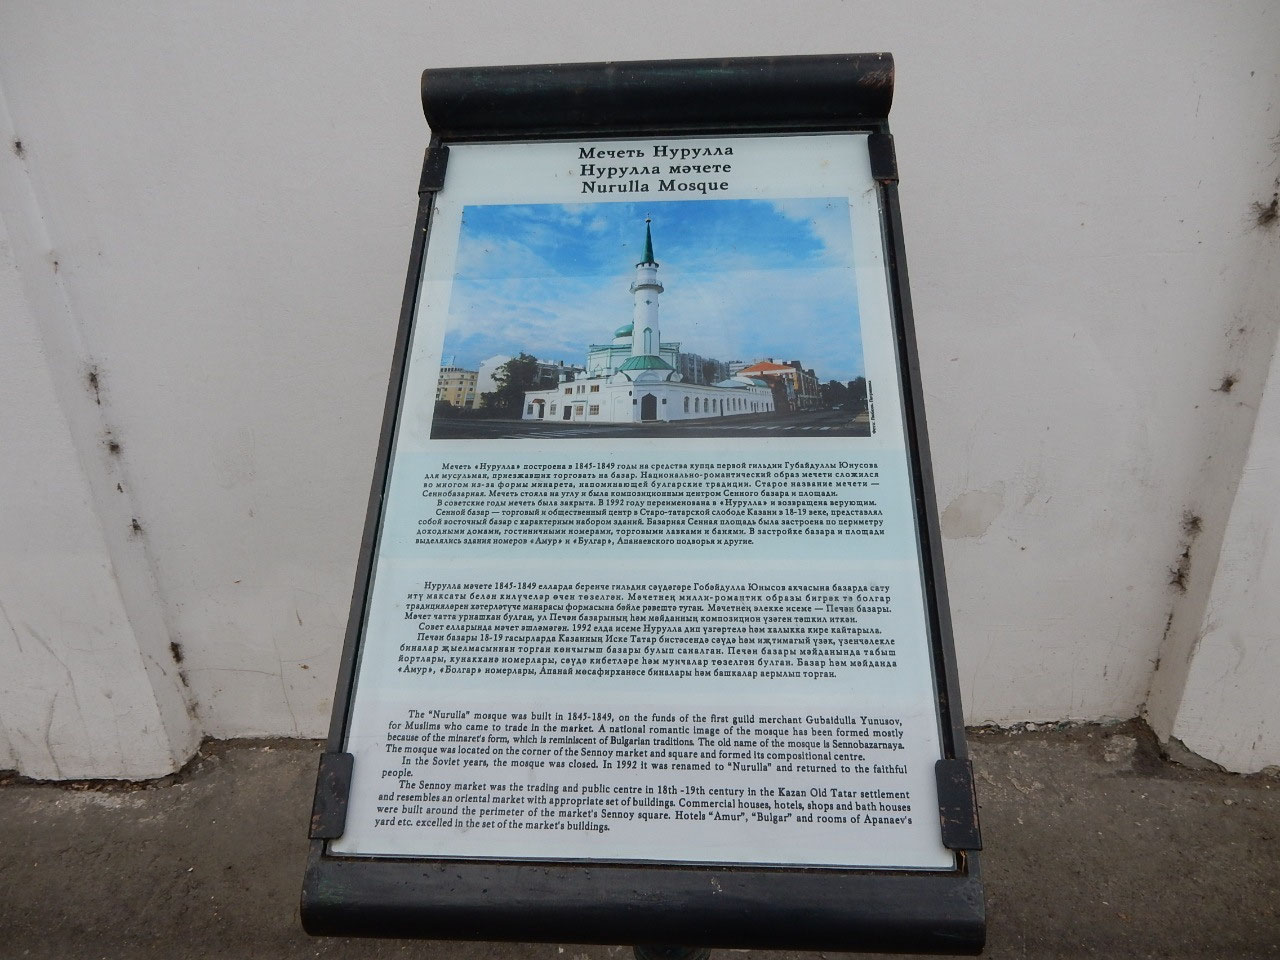 Мечеть Нурулла
Нурулла мәчете
Nurulla Mosque
Мечеть «Нурулла» построена в 1845-1849 годы на средства купца первой гильдии Губайдуллы Юнусова
для мусульман, приезжавших торговать на базар. Национально-романтический образ мечети сложился
во многом из-за формы минарета, напоминающей булгарские традиции. Старое название мечети —
Сеннобазарная. Мечеть стояла на углу и была композиционным центром Сенного базара и площади.
В советские годы мечеть была закрыта. В 1992 году переименована в «Нурулла» и возвращена верующим.
Сенной базар — торговый и общественный центр в Старо-татарской слободе Казани в 18-19 веке, представлял
собой восточный базар с характерным набором зданий. Базарная Сенная площадь была застроена по периметру
доходными домами, гостиничными номерами, торговыми лавками и банями. В застройке базара и площади
выделялись здания номеров «Амур» и «Булгар», Апанаевского подворья и другие.
Нурулла мәчете 1845-1849 елларда беренче гильдия сәүдәгәре Гобәйдулла Юнысов акчасына базарда сату
итү максаты белән килүчеләр өчен төзелгән. Мәчетнең милли-романтик образы бигрәк тә болгар
традицияләрен хәтерләтүче манарасы формасына бәйле рәвештә туган. Мәчетнең элекке исеме — Печән базары.
Мәчет чатта урнашкан булган, ул Печән базарының һәм мәйданның композицион үзәген тәшкил иткән.
Совет елларында мәчет эшләмәгән. 1992 елда исеме Нурулла дип үзгәртелә һәм халыкка кире кайтарыла.
Печән базары 18-19 гасырларда Казанның Иске Татар бистәсендә сәүдә һәм иҗтимагый үзәк, үзенчәлекле
биналар җыелмасыннан торган көнчыгыш базары булып саналган. Печән базары мәйданында табыш
йортлары, кунакханә номерлары, сәүдә кибетләре һәм мунчалар төзелгән булган. Базар һәм мәйданда
«Амур», «Болгар» номерлары, Апанай мөсафирханәсе биналары һәм башкалар аерылып торган.
The "Nurulla" mosque was built in 1845-1849, on the funds of the first guild merchant Gubaidulla Yunusov,
for Muslims who came to trade in the market. A national romantic image of the mosque has been formed mostly
because of the minaret's form, which is reminiscent of Bulgarian traditions. The old name of the mosque is Sennobazarnaya.
The mosque was located on the corner of the Sennoy market and square and formed its compositional centre.
In the Soviet years, the mosque was closed. In 1992 it was renamed to "Nurulla" and returned to the faithful
people.
The Sennoy market was the trading and public centre in 18th -19th century in the Kazan Old Tatar settlement
and resembles an oriental market with appropriate set of buildings. Commercial houses, hotels, shops and bath houses
were built around the perimeter of the market's Sennoy square. Hotels "Amur", "Bulgar" and rooms of Apanaev's
yard etc. excelled in the set of the market's buildings.